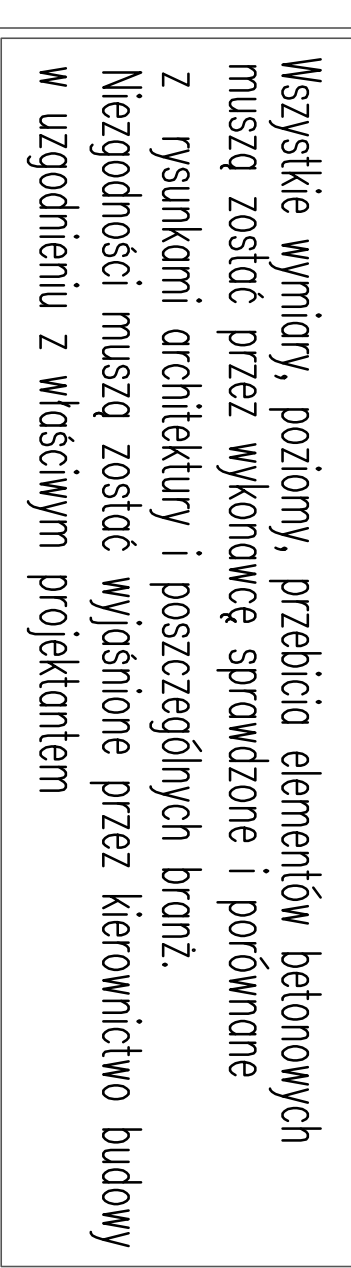 Wszystkie wymiary, poziomy, przebicia elementów betonowych
muszą zostać przez wykonawcę sprawdzone i porównane
z rysunkami architektury i poszczególnych branż.
Niezgodności muszą zostać wyjaśnione przez kierownictwo budowy
w uzgodnieniu z właściwym projektantem